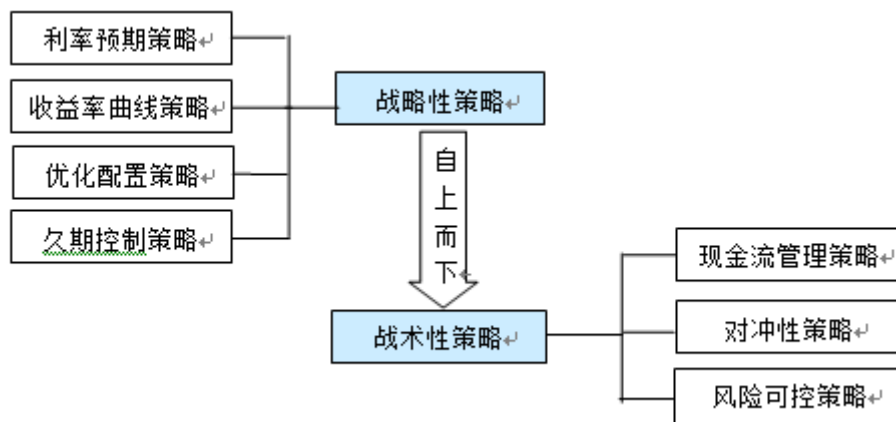 利率预期策略
收益率曲线策略
优化配置策略
久期控制策略
战略性策略
自上而下
战术性策略
现金流管理策略
对冲性策略
风险可控策略